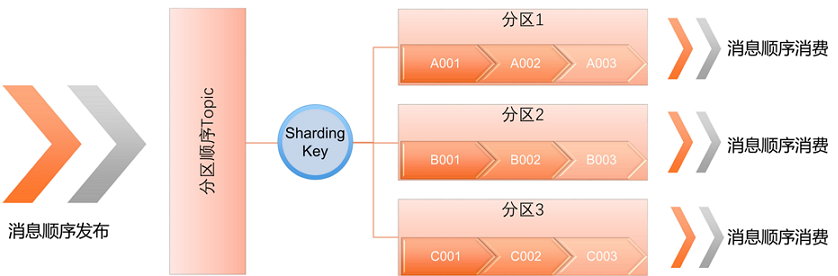 消息顺序发布
分区顺序Topic
Sharding
Key
分区1
A001
A002
A003
消息顺序消费
分区2
B001
B002
B003
消息顺序消费
分区3
C001
C002
C003
消息顺序消费